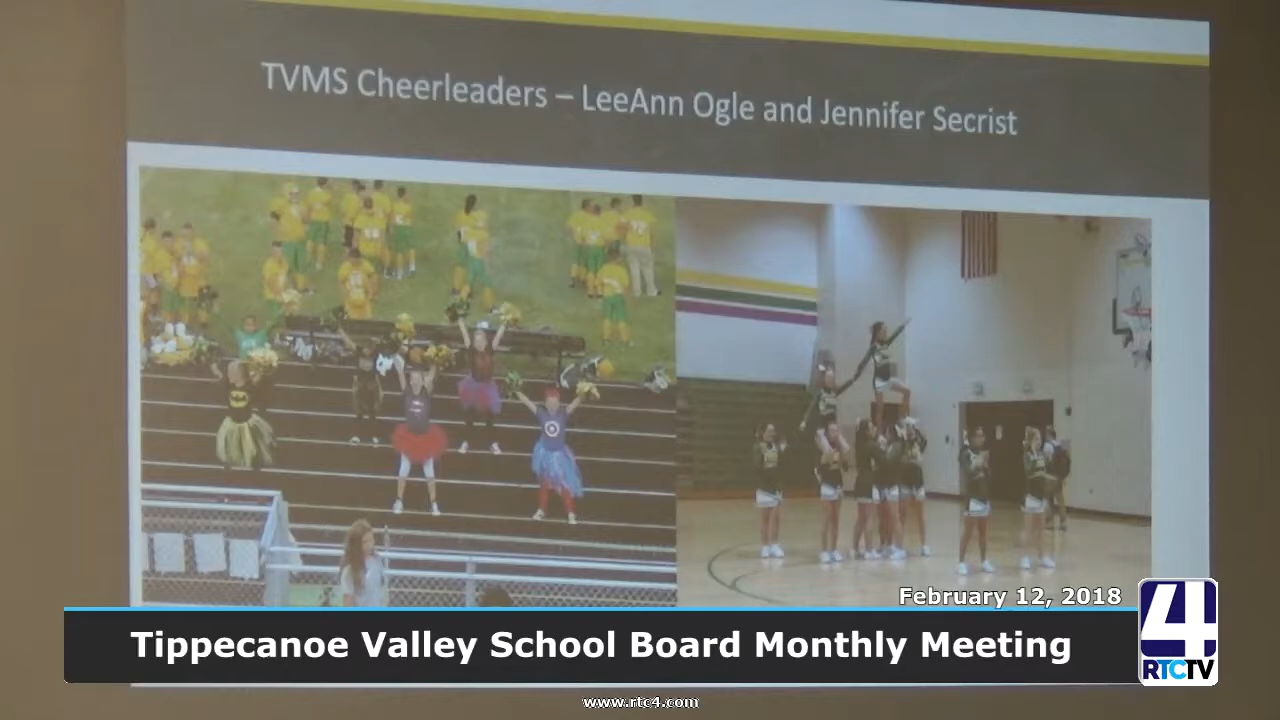 TVMS Cheerleaders – LeeAnn Ogle and Jennifer Secrist
February 12, 2018
Tippecanoe Valley School Board Monthly Meeting
4
RTCTV
www.rtc4.com